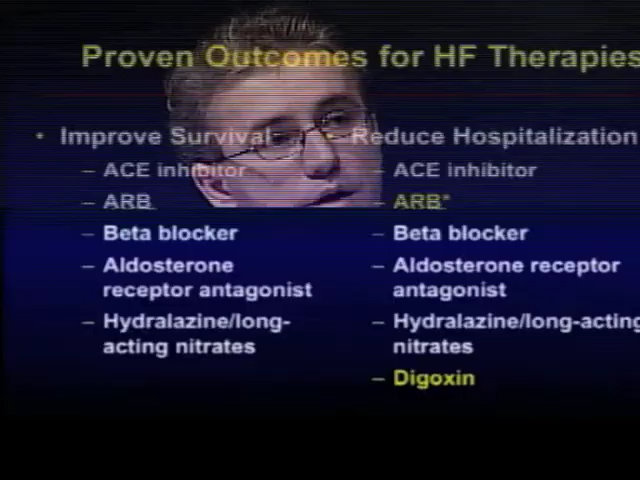 Proven Outcomes for HF Therapies
• Improve Survival
– ACE inhibitor
– ARB
– Beta blocker
– Aldosterone
receptor antagonist
– Hydralazine/long-
acting nitrates
• Reduce Hospitalization
– ACE inhibitor
– ARB*
– Beta blocker
– Aldosterone receptor
antagonist
– Hydralazine/long-acting
nitrates
– Digoxin